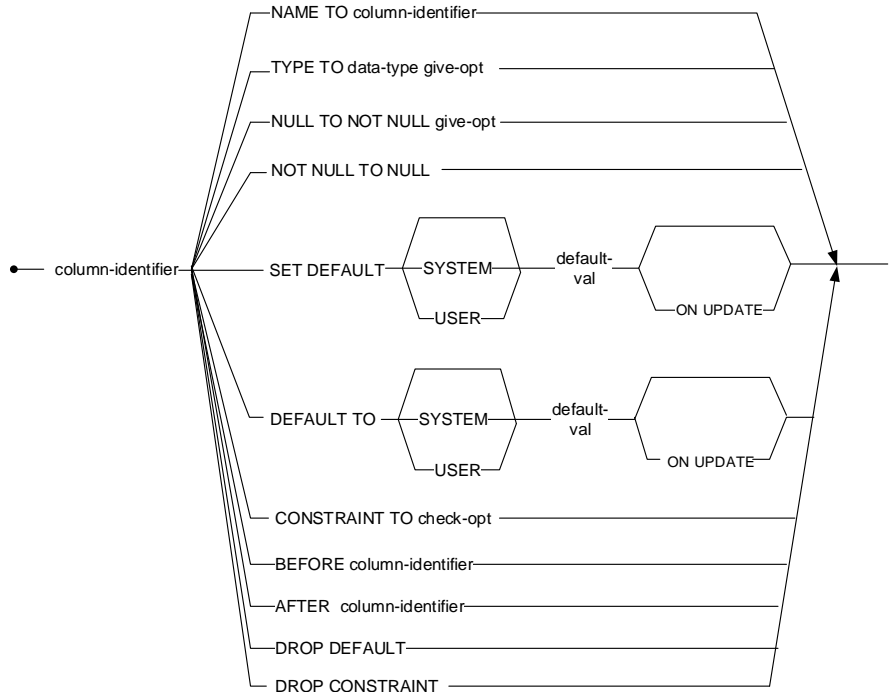 NAME TO column-identifier
TYPE TO data-type give-opt
NULL TO NOT NULL give-opt
NOT NULL TO NULL
column-identifier
SET DEFAULT
SYSTEM
USER
default-
val
ON UPDATE
DEFAULT TO
SYSTEM
USER
default-
val
ON UPDATE
CONSTRAINT TO check-opt
BEFORE column-identifier
AFTER column-identifier
DROP DEFAULT
DROP CONSTRAINT